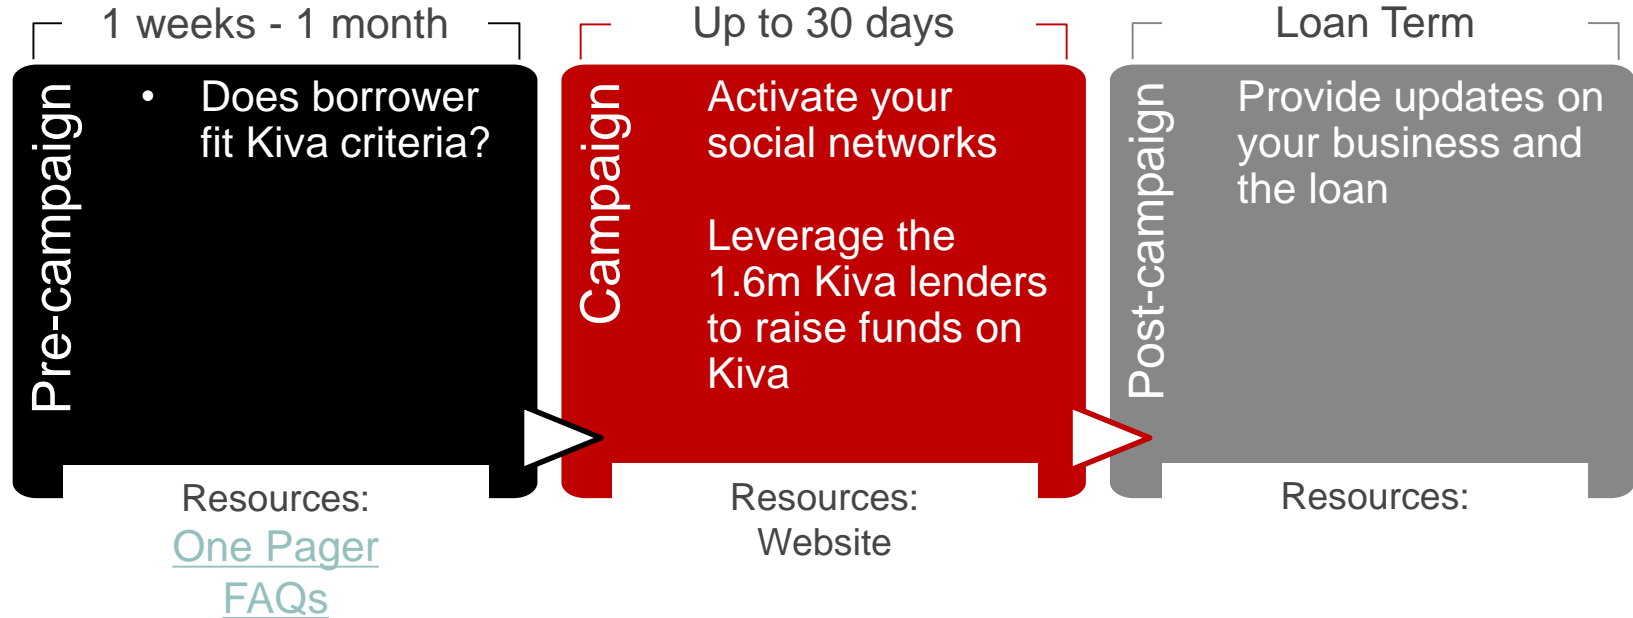 1 weeks - 1 month
Pre-campaign
• Does borrower
fit Kiva criteria?
Resources:
One Pager
FAQs
Up to 30 days
Campaign
Activate your
social networks
Leverage the
1.6m Kiva lenders
to raise funds on
Kiva
Resources:
Website
Loan Term
Post-campaign
Provide updates on
your business and
the loan
Resources: